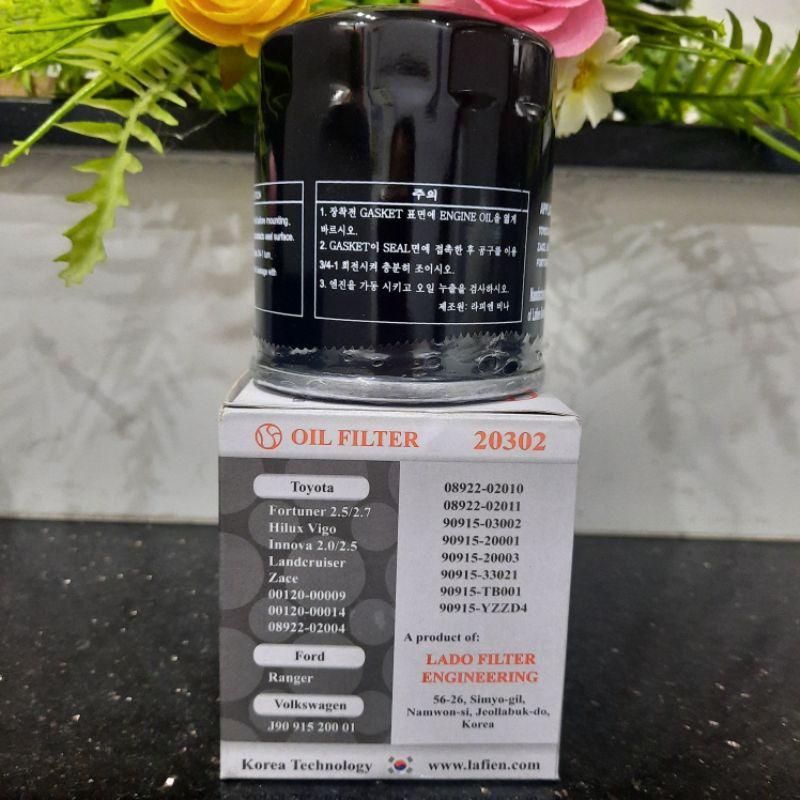 주의
1. 장착전 GASKET 표면에 ENGINE OIL을 엷게
바르시오.
2. GASKET이 SEAL면에 접촉한 후 공구를 이용
3/4-1 회전시켜 충분히 조이시오.
3. 엔진을 가동 시키고 오일 누출을 검사하시오.
제조원: 라피엔 비나
mounting.
seal surface.
with
OIL FILTER 20302
Toyota
Fortuner 2.5/2.7
Hilux Vigo
Innova 2.0/2.5
Landcruiser
Zace
00120-00009
00120-00014
08922-02004
Ford
Ranger
Volkswagen
J90 915 200 01
08922-02010
08922-02011
90915-03002
90915-20001
90915-20003
90915-33021
90915-TB001
90915-YZZD4
A product of:
LADO FILTER
ENGINEERING
56-26, Simyo-gil,
Namwon-si, Jeollabuk-do,
Korea
Korea Technology www.lafien.com